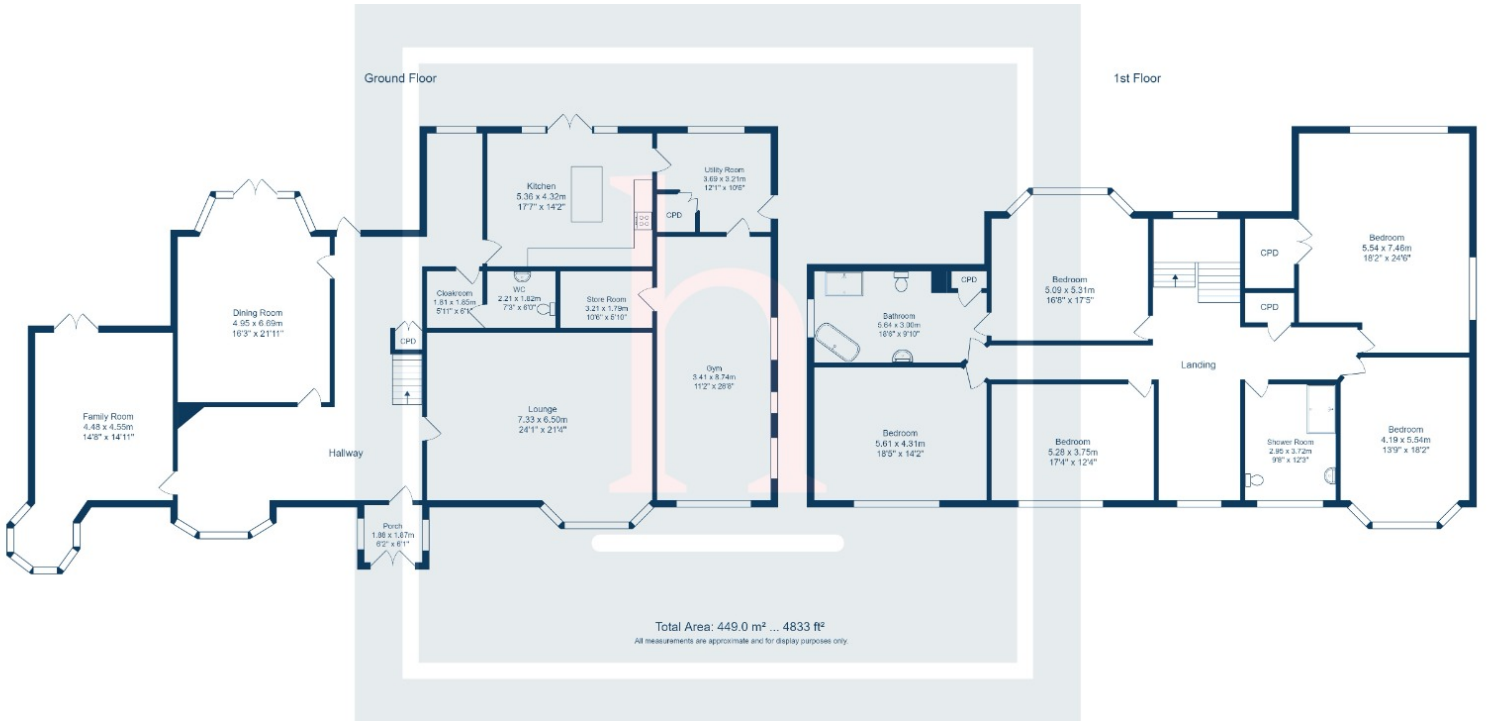 Ground Floor
1st Floor
Kitchen
5.36 x 4.32m
17'7" x 14'2"
Utility Room
3.69 x 3.21m
12'1" x 10'6"
CPD
Cloakroom
1.81 x 1.85m
5'11" x 6'1"
WC
2.21 x 1.82m
7'3" x 6'0"
Store Room
3.21 x 1.79m
10'6" x 5'10"
Dining Room
4.95 x 6.69m
16'3" x 21'11"
CPD
Family Room
4.48 x 4.55m
14'8" x 14'11"
Hallway
Lounge
7.33 x 6.50m
24'1" x 21'4"
Gym
3.41 x 8.74m
11'2" x 28'8"
Porch
1.88 x 1.87m
6'2" x 6'1"
Bedroom
5.54 x 7.46m
18'2" x 24'6"
CPD
CPD
Bedroom
5.09 x 5.31m
16'8" x 17'5"
CPD
Bathroom
5.64 x 3.00m
18'6" x 9'10"
Landing
Bedroom
5.61 x 4.31m
18'5" x 14'2"
Bedroom
5.28 x 3.75m
17'4" x 12'4"
Shower Room
2.95 x 3.72m
9'8" x 12'3"
Bedroom
4.19 x 5.54m
13'9" x 18'2"
h
Total Area: 449.0 m² ... 4833 ft²
All measurements are approximate and for display purposes only.